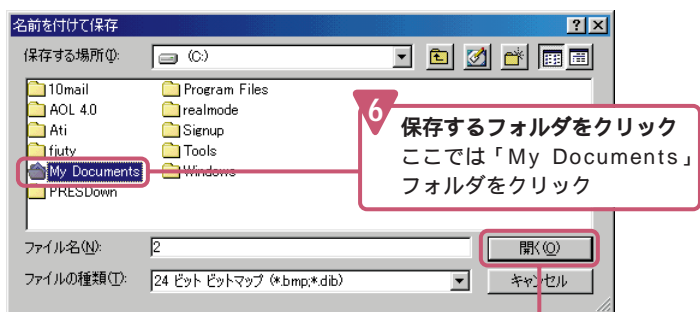 名前を付けて保存
保存する場所(I):
(C:)
10mail
AOL 4.0
Ati
fjuty
My Documents
PRESDown
Program Files
realmode
Signup
Tools
Windows
6
保存するフォルダをクリック
ここでは「My Documents」
フォルダをクリック
ファイル名(N):
2
開く(O)
ファイルの種類(T):
24 ビット ビットマップ (*.bmp;*.dib)
キャンセル